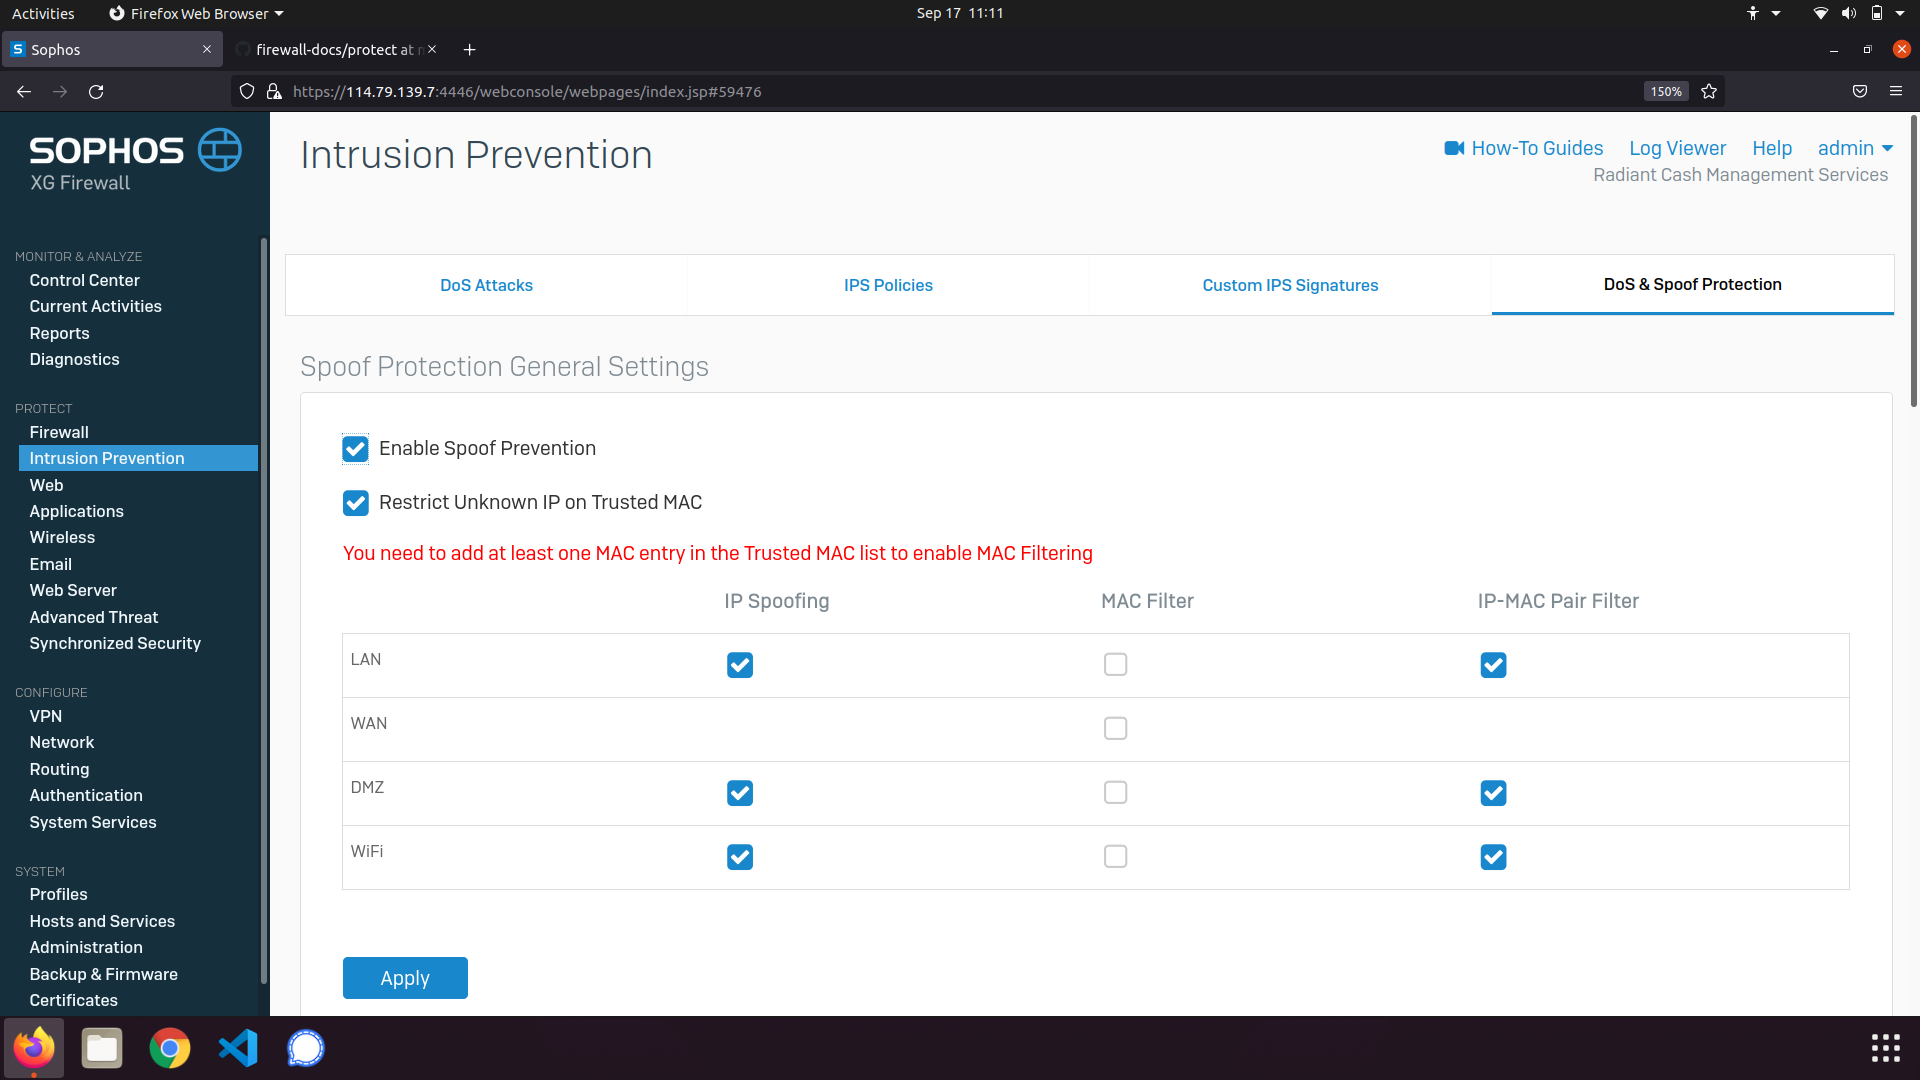 Activities
Firefox Web Browser
Sep 17 11:11
Sophos
firewall-docs/protect at
https://114.79.139.7:4446/webconsole/webpages/index.jsp#59476
150%
SOPHOS
XG Firewall
Intrusion Prevention
How-To Guides
Log Viewer
Help
admin
Radiant Cash Management Services
MONITOR & ANALYZE
Control Center
Current Activities
Reports
Diagnostics
PROTECT
Firewall
Intrusion Prevention
Web
Applications
Wireless
Email
Web Server
Advanced Threat
Synchronized Security
CONFIGURE
VPN
Network
Routing
Authentication
System Services
SYSTEM
Profiles
Hosts and Services
Administration
Backup & Firmware
Certificates
DoS Attacks
IPS Policies
Custom IPS Signatures
DoS & Spoof Protection
Spoof Protection General Settings
Enable Spoof Prevention
Restrict Unknown IP on Trusted MAC
You need to add at least one MAC entry in the Trusted MAC list to enable MAC Filtering
IP Spoofing
MAC Filter
IP-MAC Pair Filter
LAN
WAN
DMZ
WiFi
Apply